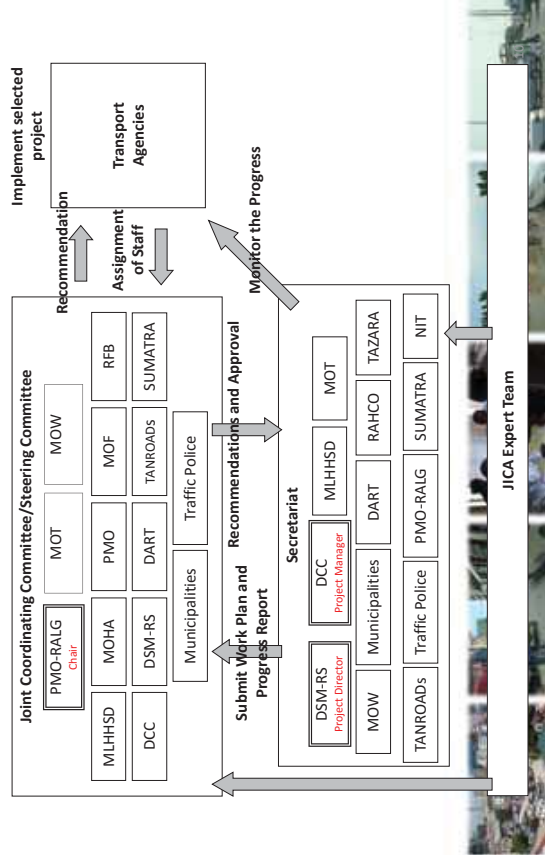 Joint Coordinating Committee/Steering Committee
PMO-RALG
Chair
MOT
MOW
MLHHSD
MOHA
PMO
MOF
RFB
DCC
DSM-RS
DART
TANROADs
SUMATRA
Municipalities
Traffic Police
Recommendation
Assignment
of Staff
Implement selected
project
Transport
Agencies
Submit Work Plan and
Progress Report
Recommendations and Approval
Monitor the Progress
Secretariat
DSM-RS
Project Director
DCC
Project Manager
MLHHSD
MOT
MOW
Municipalities
DART
RAHCO
TAZARA
TANROADs
Traffic Police
PMO-RALG
SUMATRA
NIT
JICA Expert Team